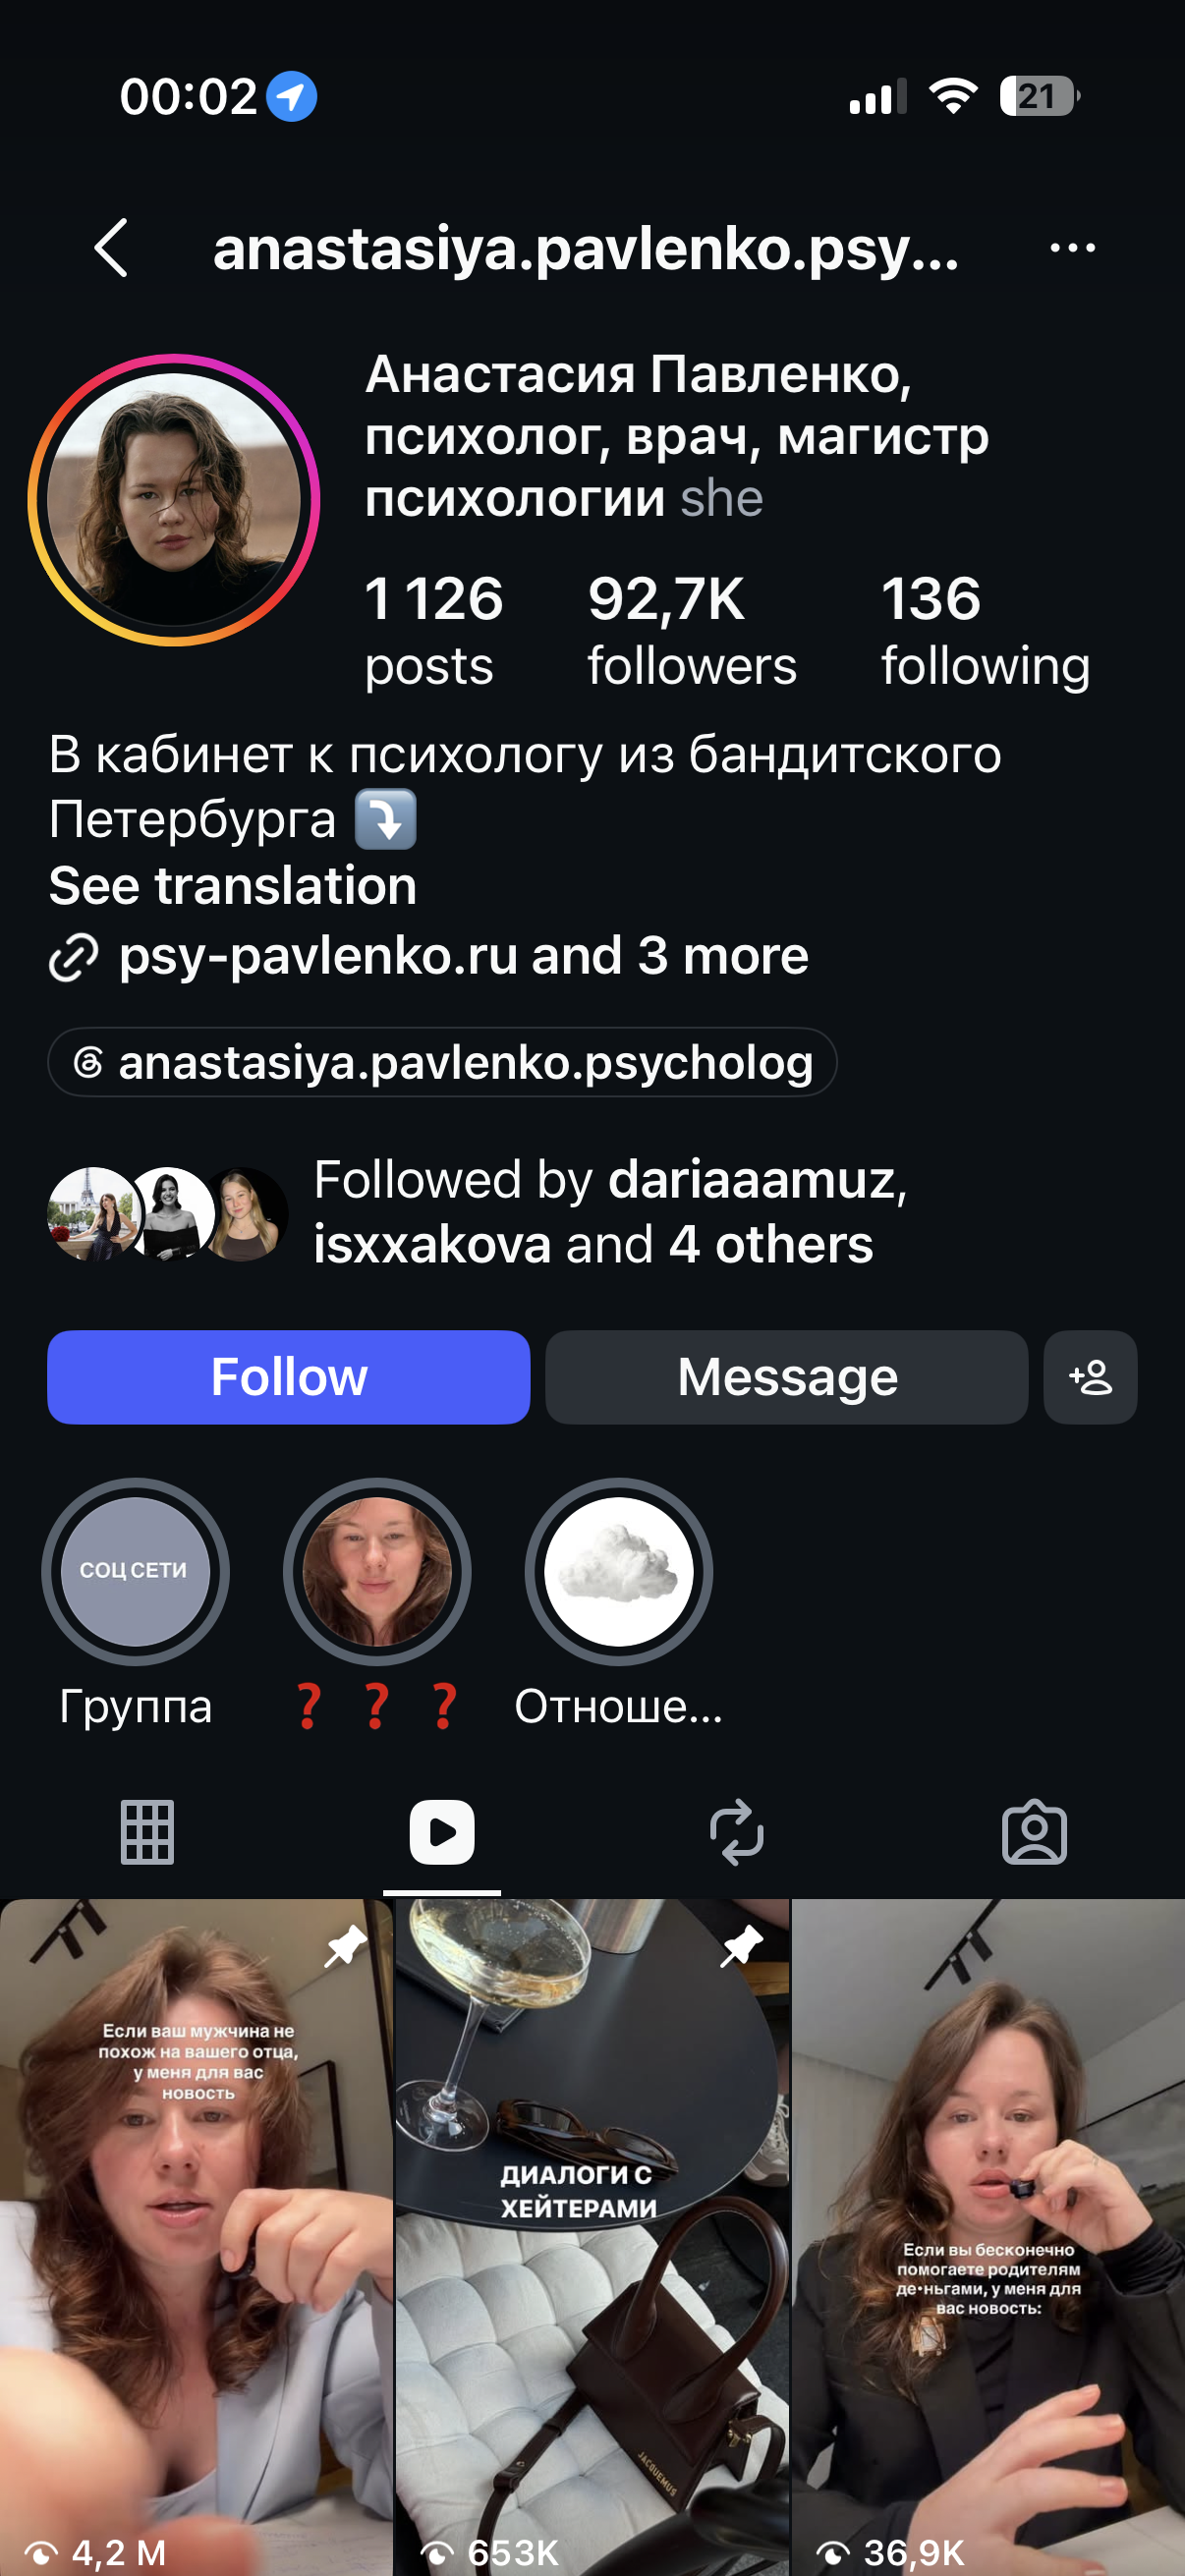 00:02
21
anastasiya.pavlenko.psy...
Анастасия Павленко,
психолог, врач, магистр
психологии she
1 126
posts
92,7K
followers
136
following
В кабинет к психологу из бандитского
Петербурга ⤵️
See translation
psy-pavlenko.ru and 3 more
anastasiya.pavlenko.psycholog
Followed by dariaaamuz,
isxxakova and 4 others
Follow
Message
СОЦ СЕТИ
Группа
❓ ❓ ❓
Отноше...
Если ваш мужчина не
похож на вашего отца,
у меня для вас
новость
4,2 M
ДИАЛОГИ С
ХЕЙТЕРАМИ
JACQUEMUS
653K
Если вы бесконечно
помогаете родителям
де•ньгами, у меня для
вас новость:
36,9K